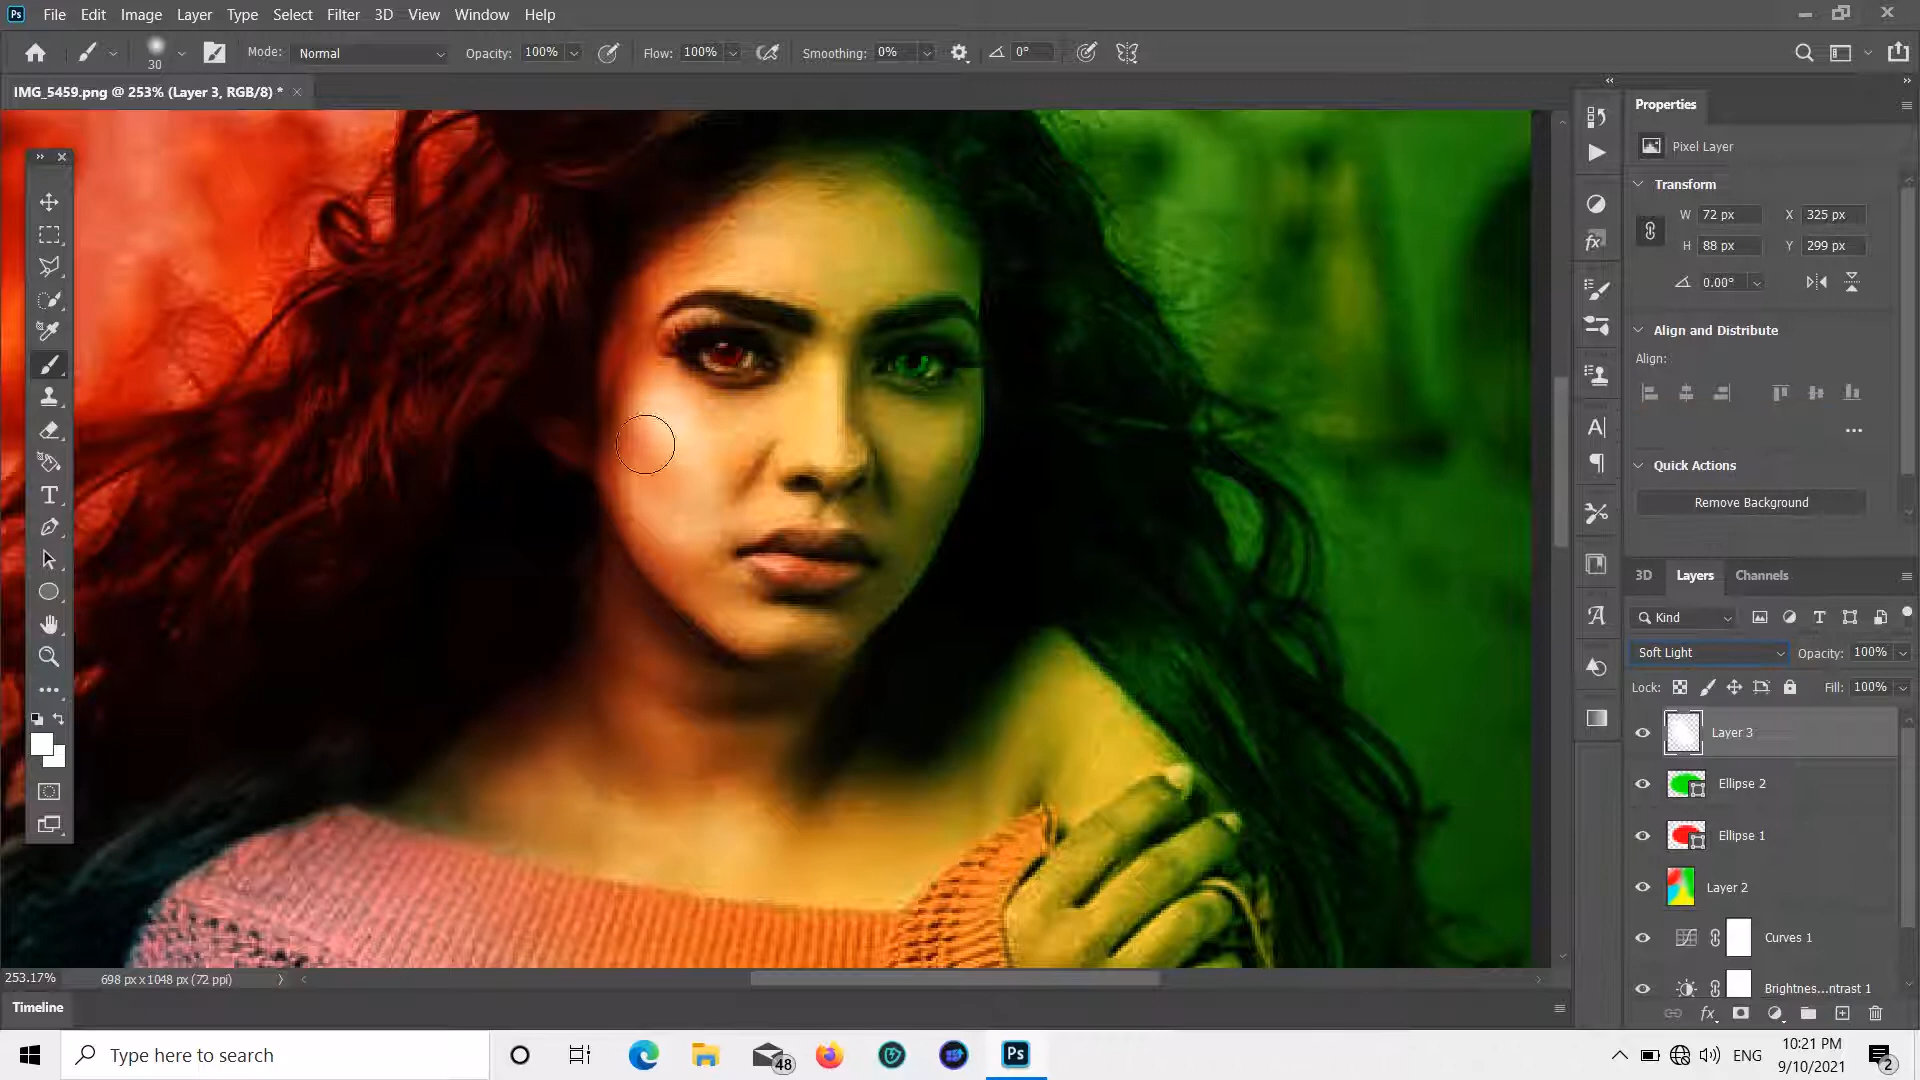 Ps File Edit Image Layer Type Select Filter 3D View Window Help
30 Mode: Normal Opacity: 100% Flow: 100% Smoothing: 0% 0°
IMG_5459.png @ 253% (Layer 3, RGB/8) *
Properties
Pixel Layer
Transform
W 72 px X 325 px
H 88 px Y 299 px
0.00°
Align and Distribute
Align:
Quick Actions
Remove Background
3D Layers Channels
Kind
Soft Light Opacity: 100%
Lock: Fill: 100%
Layer 3
Ellipse 2
Ellipse 1
Layer 2
Curves 1
Brightnes...ntrast 1
253.17% 698 px x 1048 px (72 ppi)
Timeline
Type here to search 48 Ps ENG 10:21 PM
9/10/2021 2